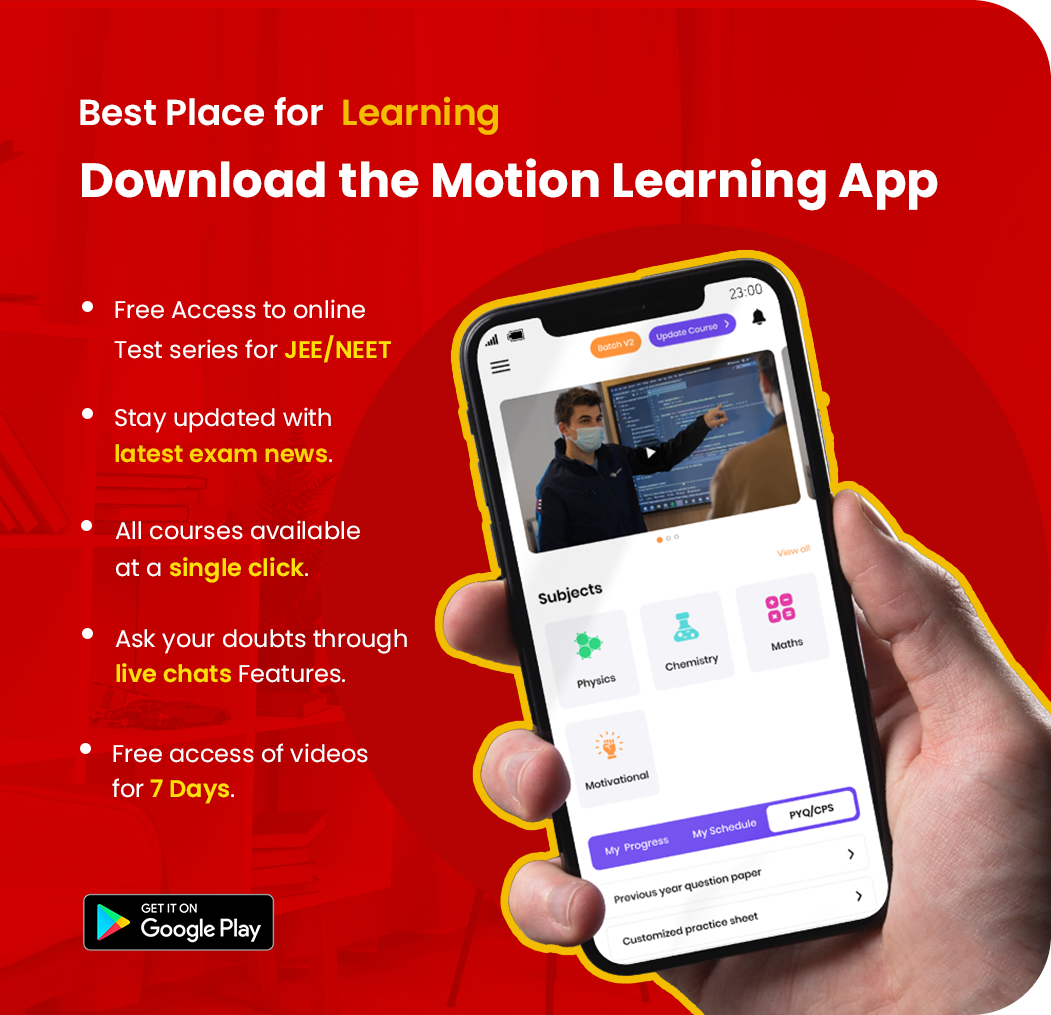 Best Place for Learning
Download the Motion Learning App
Free Access to online
Test series for JEE/NEET
Stay updated with
latest exam news.
All courses available
at a single click.
Ask your doubts through
live chats Features.
Free access of videos
for 7 Days.
GET IT ON
Google Play
23:00
Batch V2
Update Course
View all
Subjects
Physics
Chemistry
Maths
Motivational
My Progress
My Schedule
PYQ/CPS
Previous year question paper
Customized practice sheet